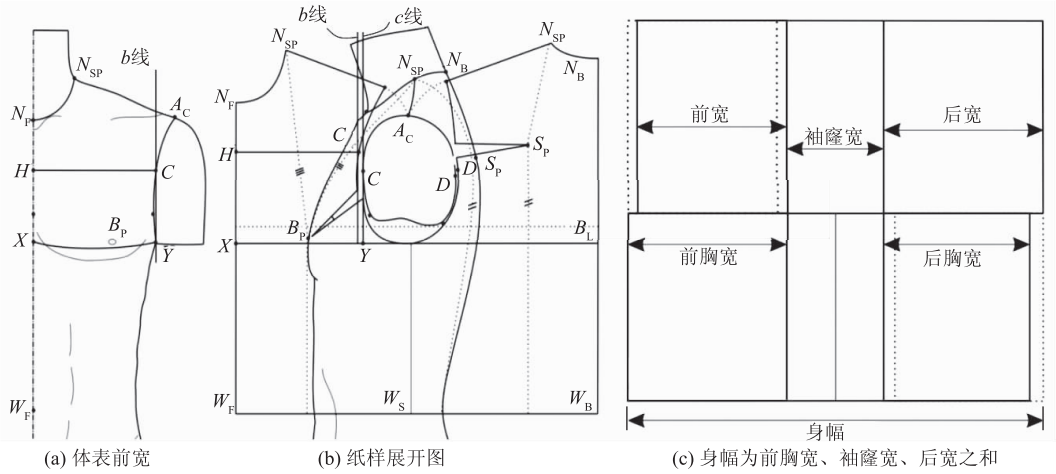 b线
N_SP
N_F
A_C
H
C
B_P
X
Y
W_F
(a) 体表前宽
b线
c线
N_SP
N_SP
N_B
N_SP
N_B
N_F
A_C
C
H
S_P
C
D
D
S_P
B_P
B_L
X
Y
W_F
W_S
W_B
(b) 纸样展开图
前宽
后宽
袖窿宽
前胸宽
后胸宽
身幅
(c) 身幅为前胸宽、袖窿宽、后宽之和